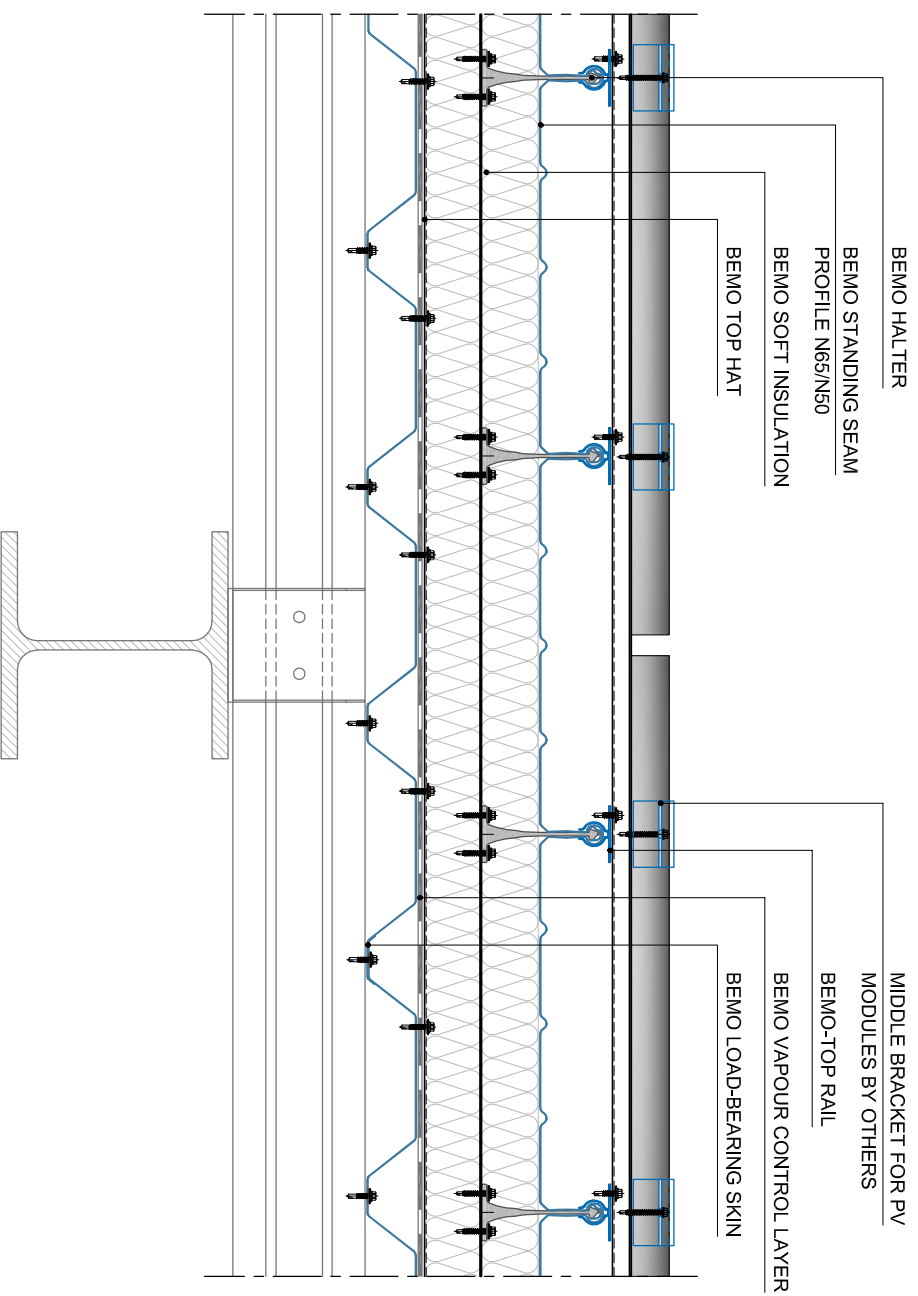 BEMO HALTER
BEMO STANDING SEAM
PROFILE N65/N50
BEMO SOFT INSULATION
BEMO TOP HAT
MIDDLE BRACKET FOR PV
MODULES BY OTHERS
BEMO-TOP RAIL
BEMO VAPOUR CONTROL LAYER
BEMO LOAD-BEARING SKIN